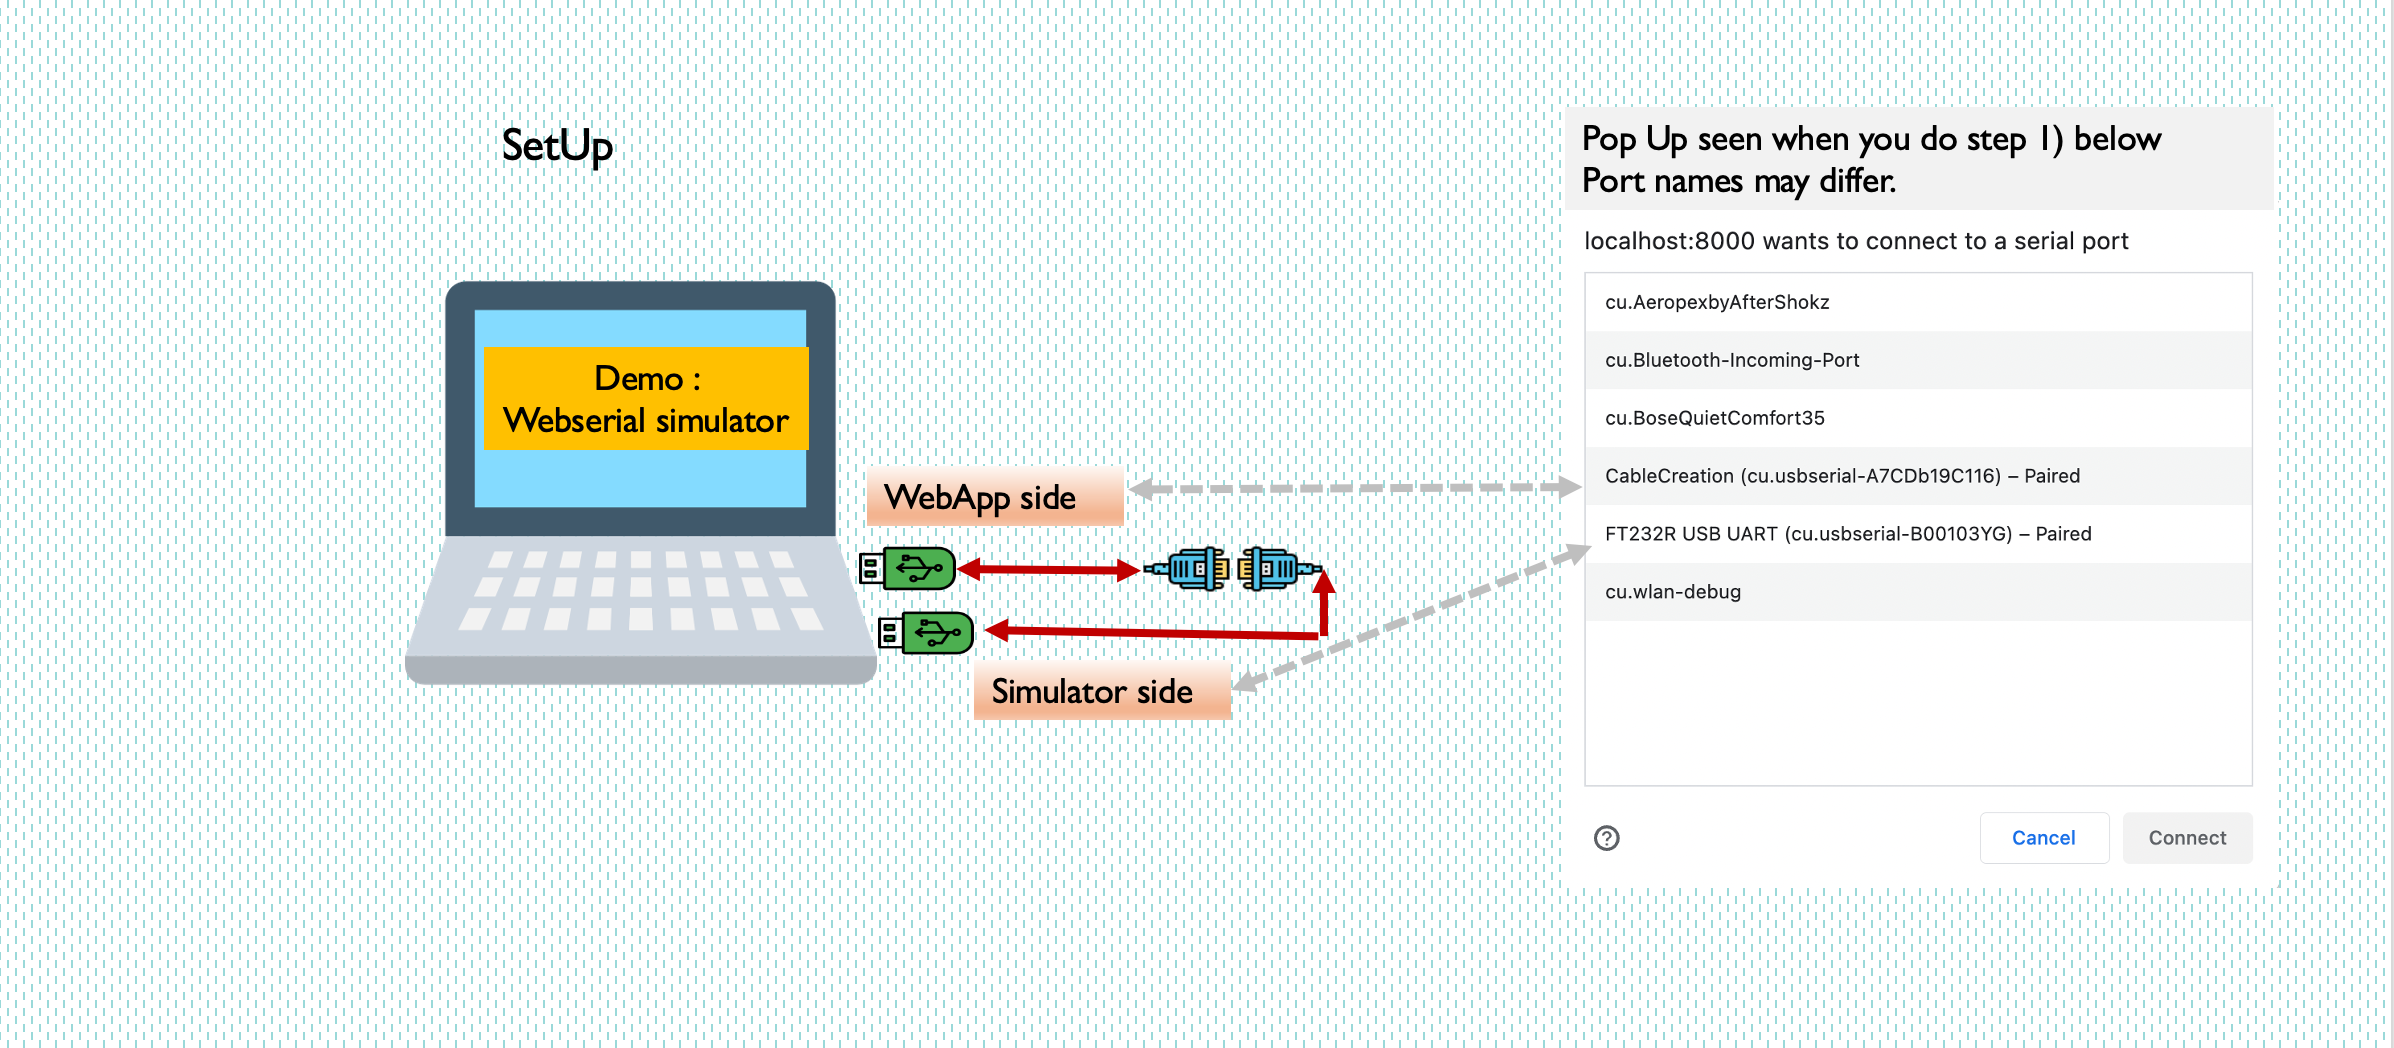 SetUp
Demo :
Webserial simulator
WebApp side
Simulator side
Pop Up seen when you do step 1) below
Port names may differ.
localhost:8000 wants to connect to a serial port
cu.AeropexbyAfterShokz
cu.Bluetooth-Incoming-Port
cu.BoseQuietComfort35
CableCreation (cu.usbserial-A7CDb19C116) – Paired
FT232R USB UART (cu.usbserial-B00103YG) – Paired
cu.wlan-debug
Cancel
Connect